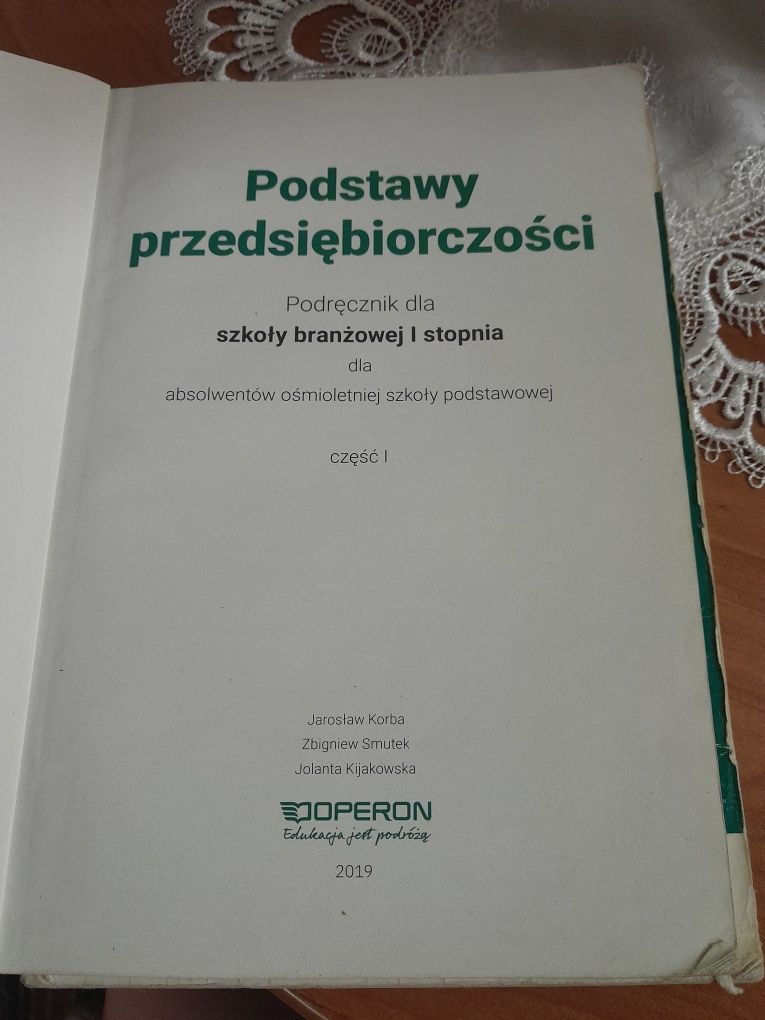 Podstawy
przedsiębiorczości
Podręcznik dla
szkoły branżowej I stopnia
dla
absolwentów ośmioletniej szkoły podstawowej
część I
Jarosław Korba
Zbigniew Smutek
Jolanta Kijakowska
OPERON
Edukacja jest podróżą
2019